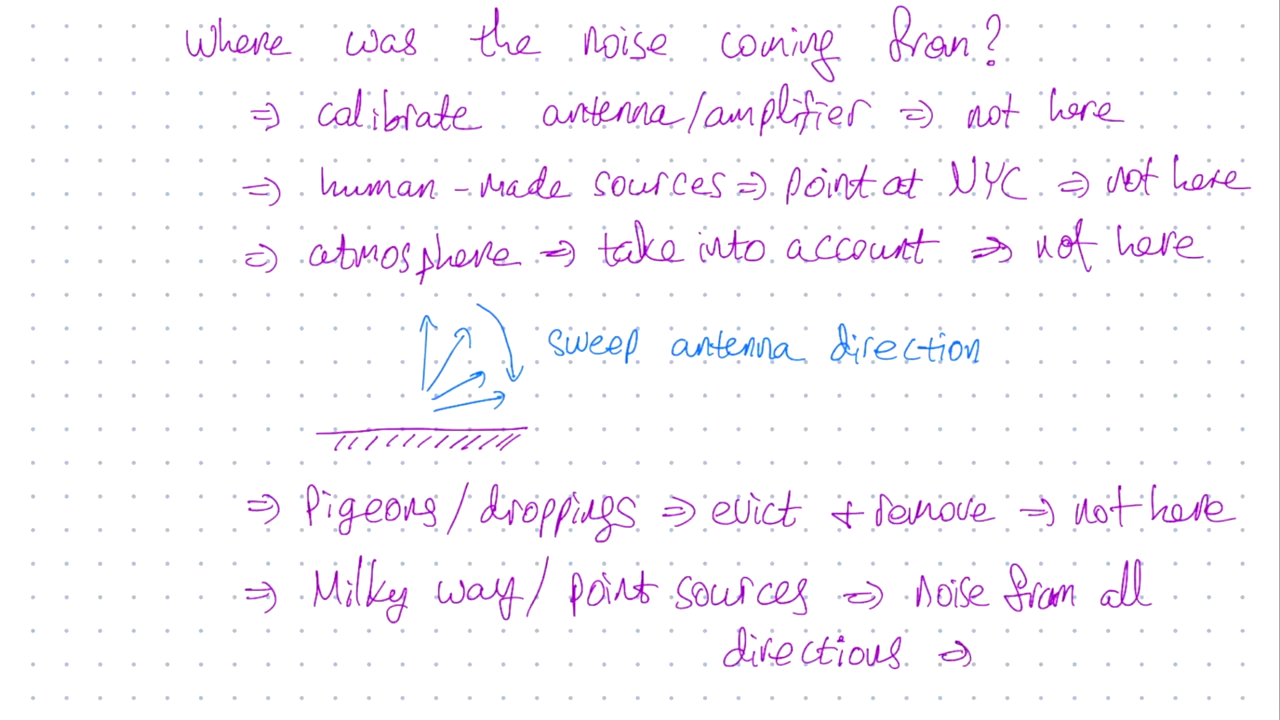 Where was the noise coming from?
⇒ calibrate antenna/amplifier ⇒ not here
⇒ human-made sources ⇒ point at NYC ⇒ not here
⇒ atmosphere ⇒ take into account ⇒ not here
sweep antenna direction
⇒ Pigeons/droppings ⇒ evict + remove ⇒ not here
⇒ Milky way/point sources ⇒ noise from all
directions ⇒